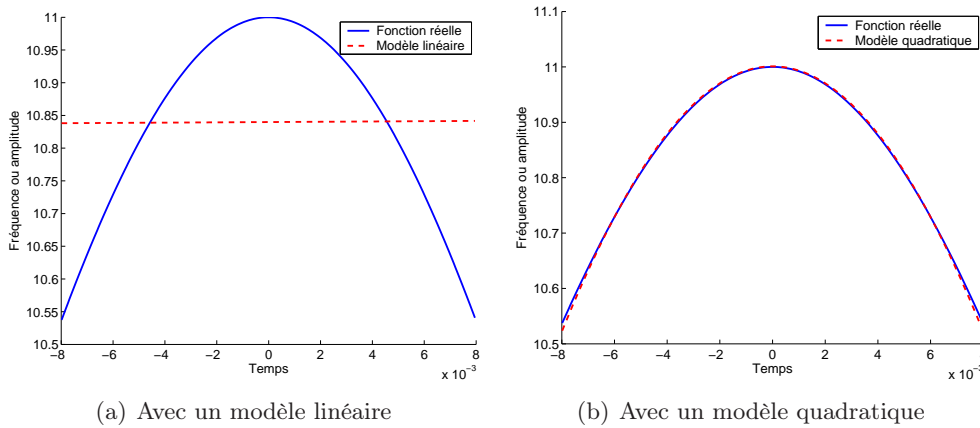 Fonction réelle
Modèle linéaire
Fréquence ou amplitude
11
10.95
10.9
10.85
10.8
10.75
10.7
10.65
10.6
10.55
10.5
−8 −6 −4 −2 0 2 4 6 8
Temps
x 10⁻³
(a) Avec un modèle linéaire
Fonction réelle
Modèle quadratique
Fréquence ou amplitude
11.1
11
10.9
10.8
10.7
10.6
10.5
−8 −6 −4 −2 0 2 4 6
Temps
x 10⁻³
(b) Avec un modèle quadratique